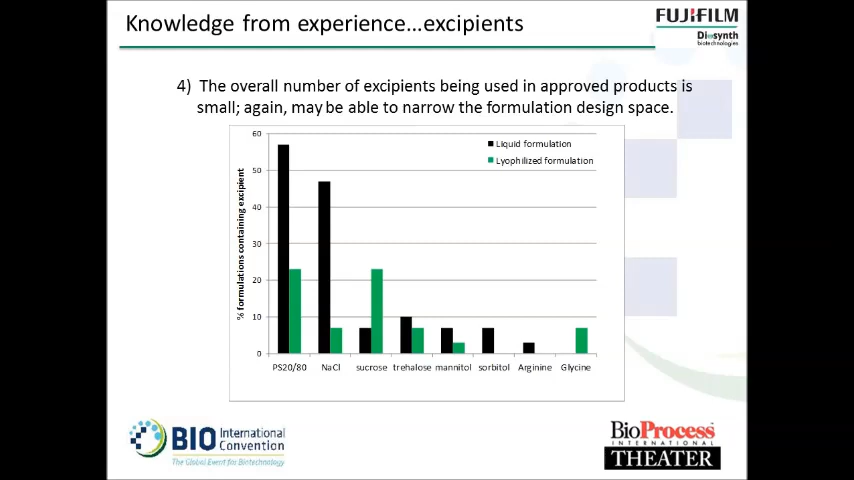 Knowledge from experience...excipients
FUJIFILM
Diosynth
biotechnologies
4) The overall number of excipients being used in approved products is
small; again, may be able to narrow the formulation design space.
% formulations containing excipient
60
50
40
30
20
10
0
Liquid formulation
Lyophilized formulation
PS20/80 NaCl sucrose trehalose mannitol sorbitol Arginine Glycine
BIO International
Convention
The Global Event for Biotechnology
BioProcess
INTERNATIONAL
THEATER